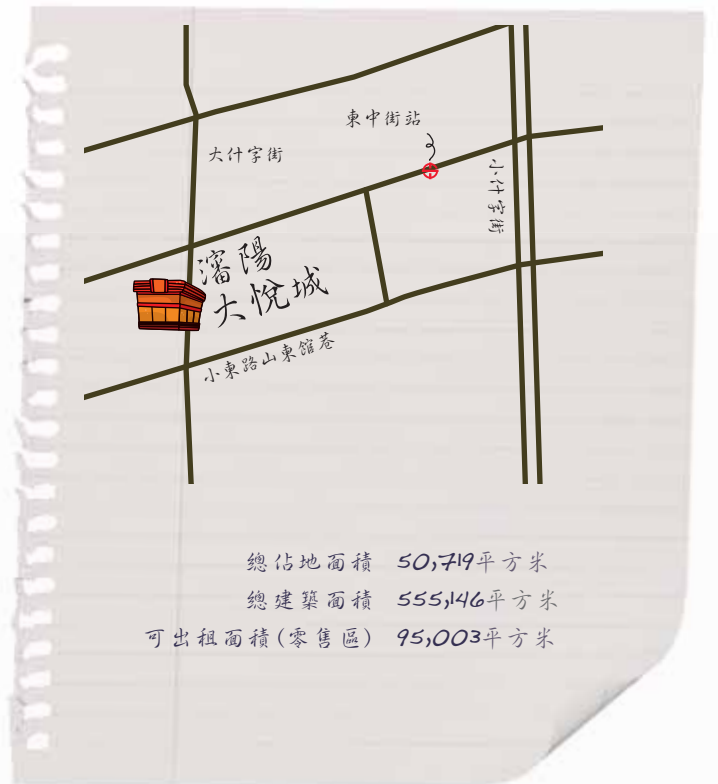 東中街站
大什字街
小什字街
瀋陽
大悅城
小東路山東館巷
總佔地面積 50,719平方米
總建築面積 555,146平方米
可出租面積(零售區) 95,003平方米